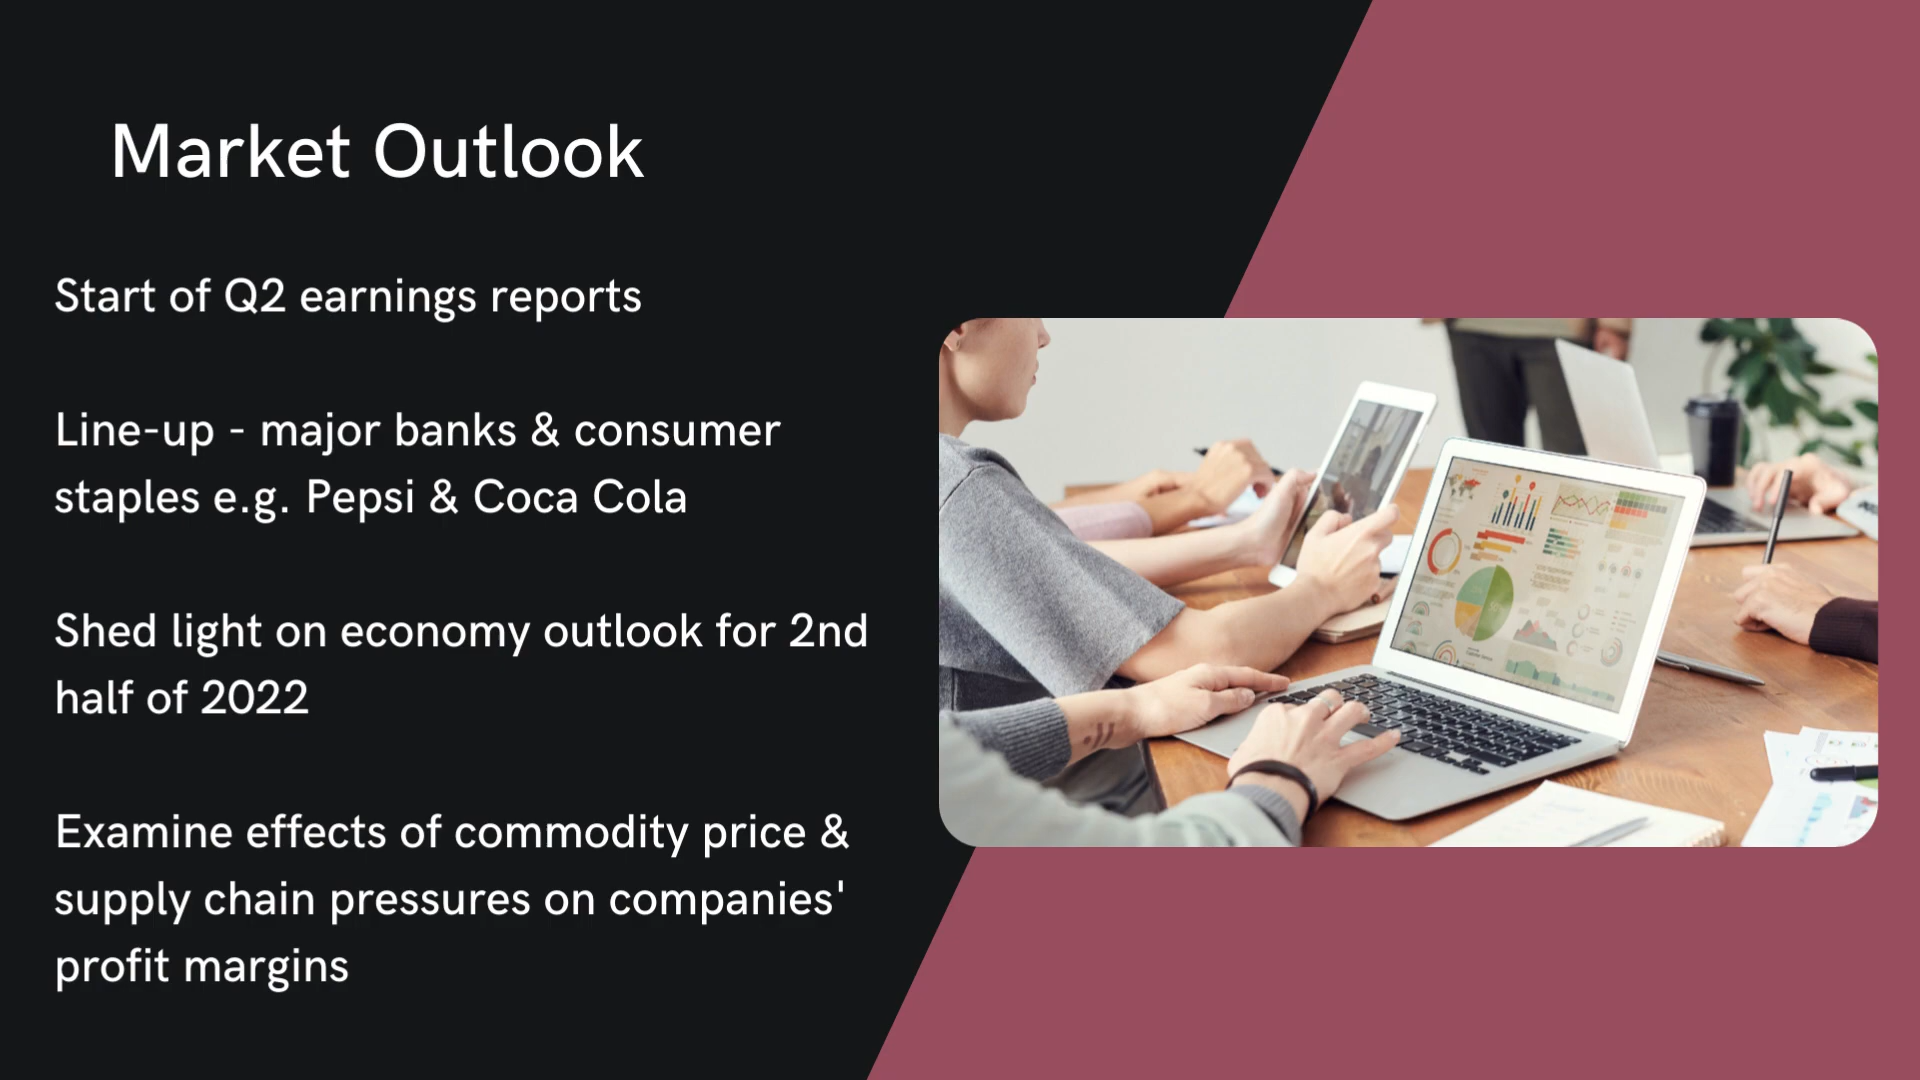 Market Outlook
Start of Q2 earnings reports
Line-up - major banks & consumer
staples e.g. Pepsi & Coca Cola
Shed light on economy outlook for 2nd
half of 2022
Examine effects of commodity price &
supply chain pressures on companies'
profit margins